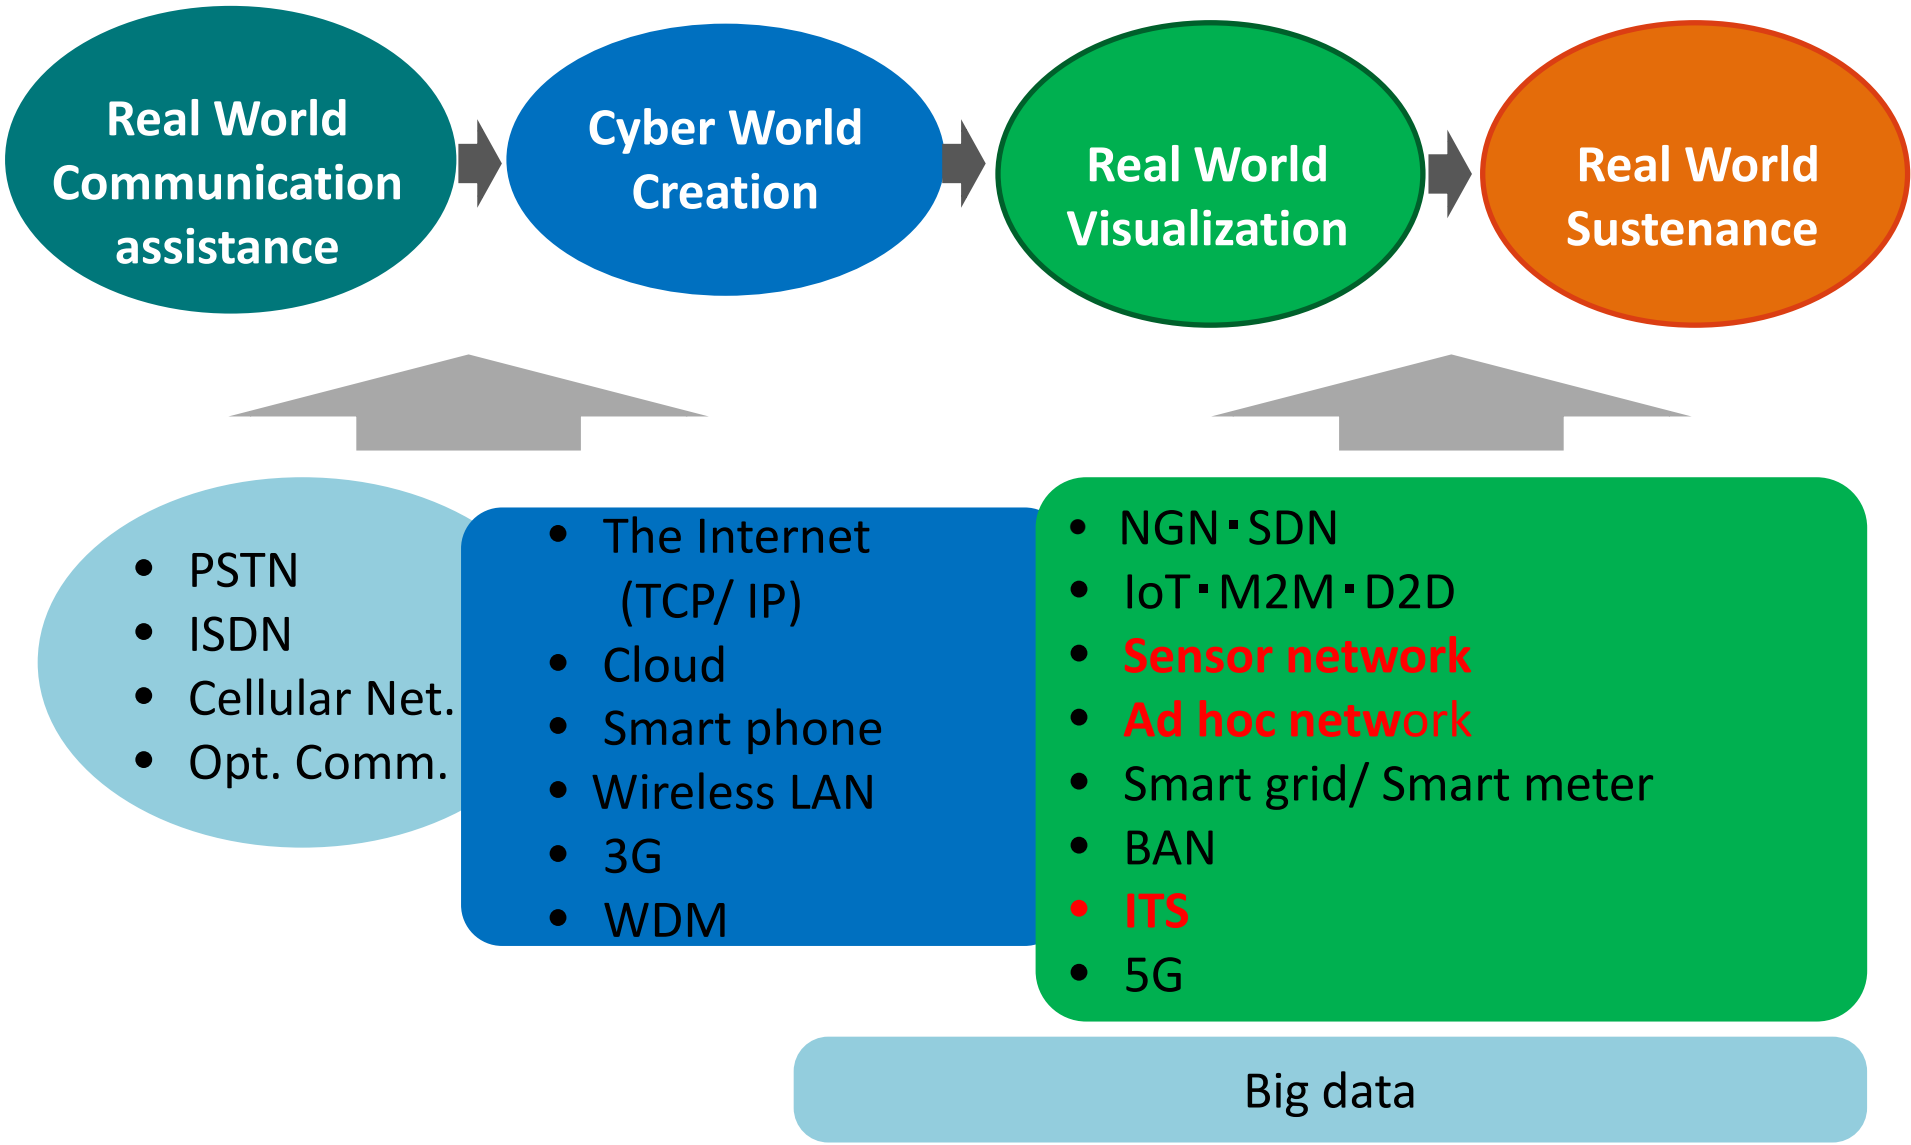 Real World
Communication
assistance
Cyber World
Creation
Real World
Visualization
Real World
Sustenance
• PSTN
• ISDN
• Cellular Net.
• Opt. Comm.
• The Internet
(TCP/ IP)
• Cloud
• Smart phone
• Wireless LAN
• 3G
• WDM
• NGN・SDN
• IoT・M2M・D2D
• Sensor network
• Ad hoc network
• Smart grid/ Smart meter
• BAN
• ITS
• 5G
Big data